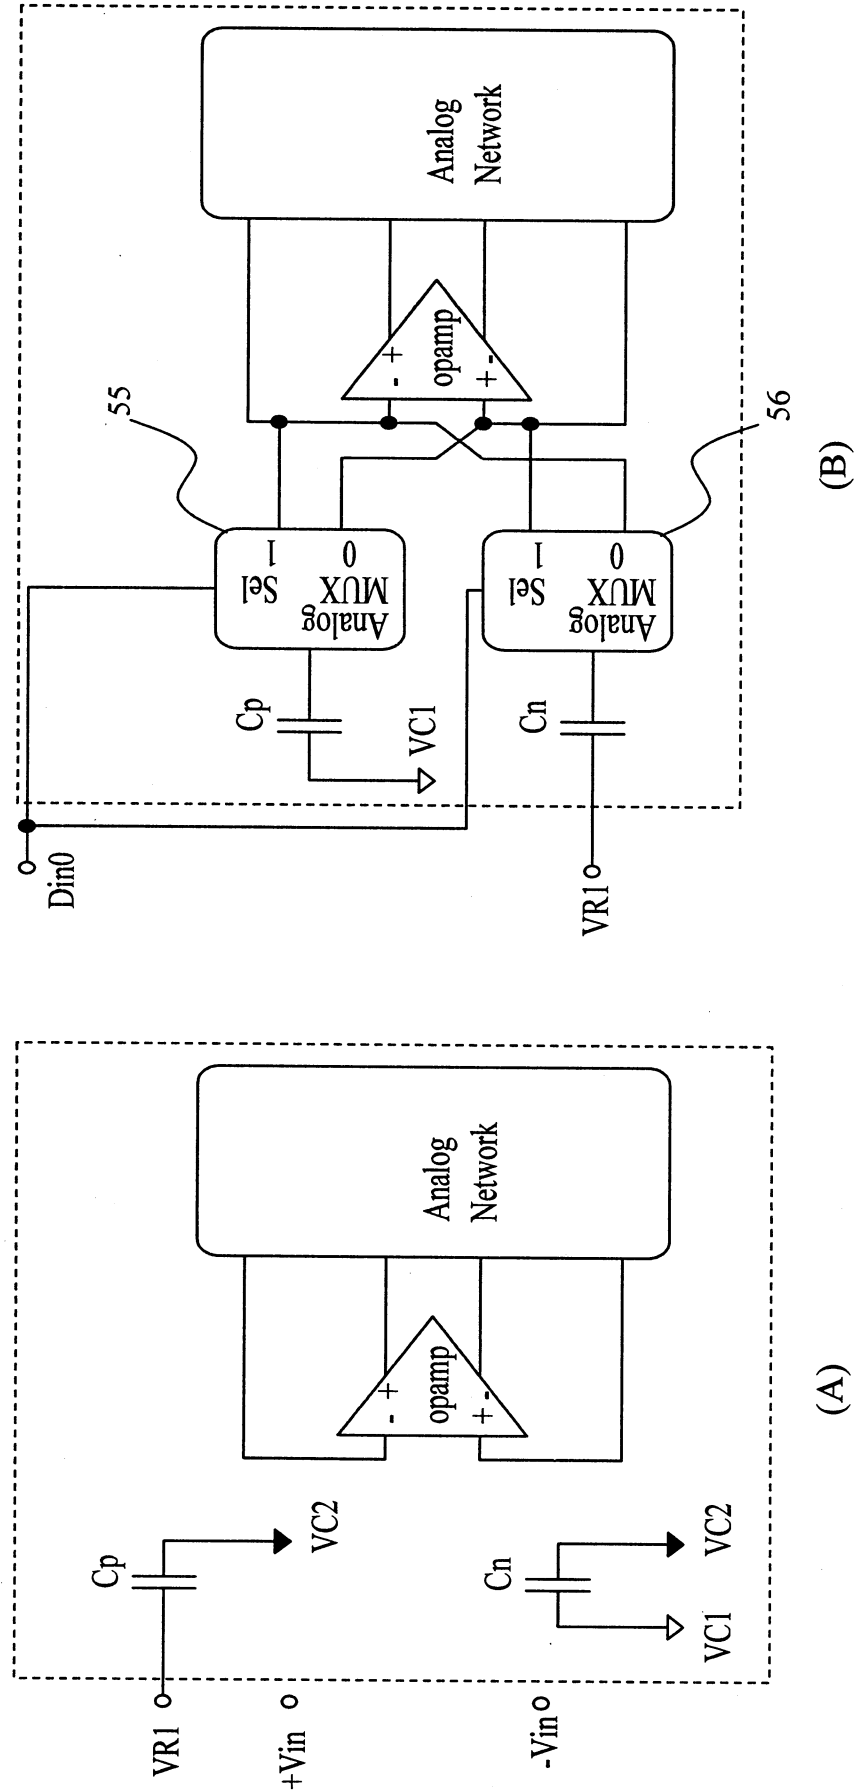 VR1
+Vin
-Vin
Cp
VC2
Cn
VC1
VC2
- +
opamp
+ -
Analog
Network
(A)
Din0
VR1
Cp
VC1
Cn
Analog
MUX
Sel
1
0
55
Analog
MUX
Sel
1
0
56
- +
opamp
+ -
Analog
Network
(B)